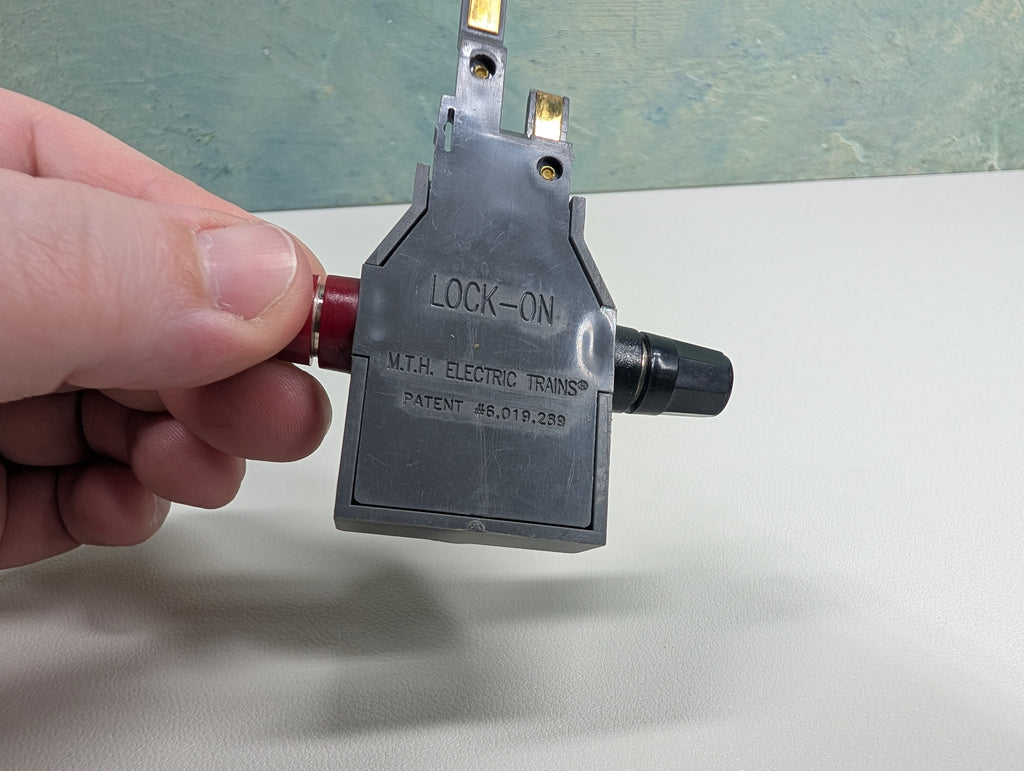 LOCK-ON
M.T.H. ELECTRIC TRAINS®
PATENT #6,019,289